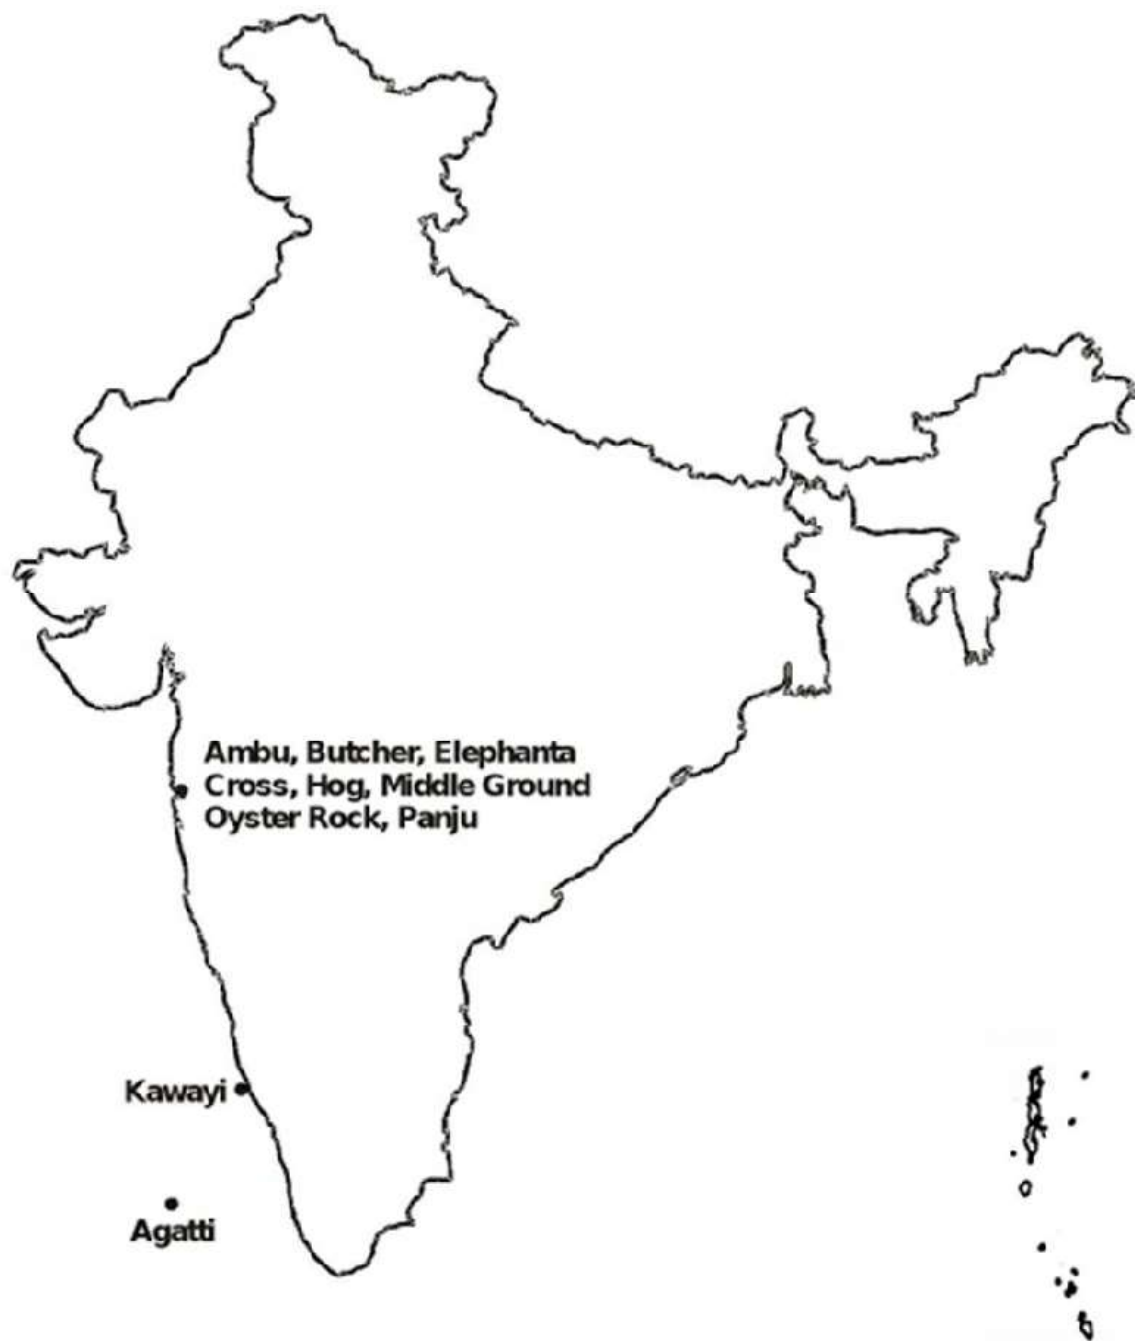 Ambu, Butcher, Elephanta
Cross, Hog, Middle Ground
Oyster Rock, Panju
Kawayi
Agatti